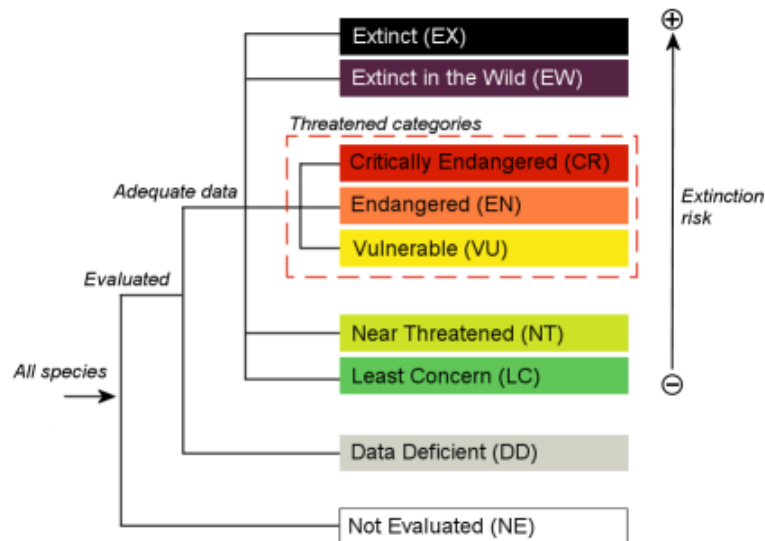 Extinct (EX)
Extinct in the Wild (EW)
Threatened categories
Critically Endangered (CR)
Adequate data
Endangered (EN)
Extinction
risk
Vulnerable (VU)
Evaluated
Near Threatened (NT)
All species
Least Concern (LC)
Data Deficient (DD)
Not Evaluated (NE)